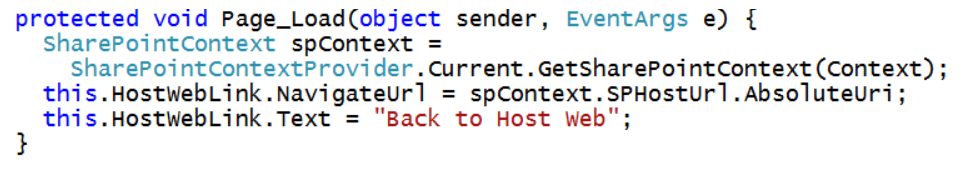 protected void Page_Load(object sender, EventArgs e) {
  SharePointContext spContext =
    SharePointContextProvider.Current.GetSharePointContext(Context);
  this.HostWebLink.NavigateUrl = spContext.SPHostUrl.AbsoluteUri;
  this.HostWebLink.Text = "Back to Host Web";
}